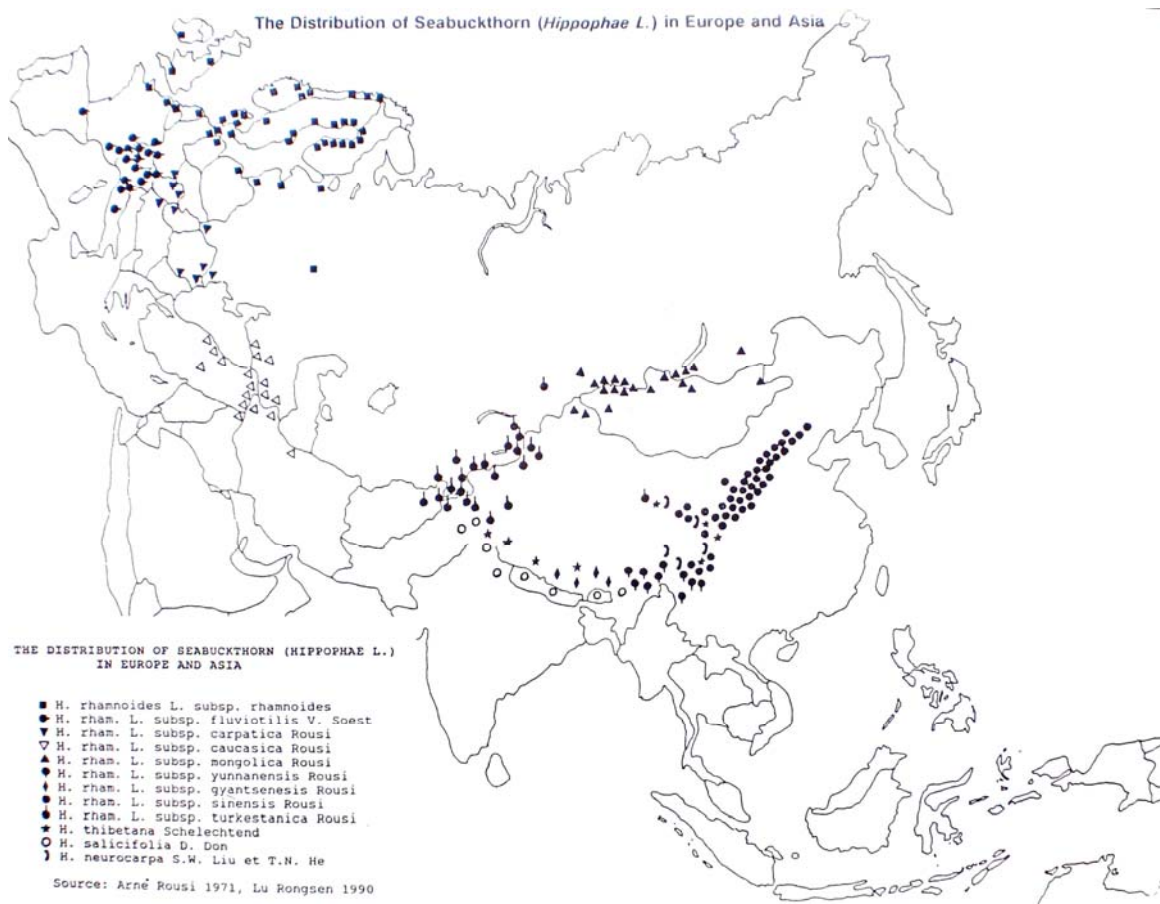 The Distribution of Seabuckthorn (Hippophae L.) in Europe and Asia
THE DISTRIBUTION OF SEABUCKTHORN (HIPPOPHAE L.)
IN EUROPE AND ASIA
H. rhamnoides L. subsp. rhamnoides
H. rham. L. subsp. fluviotilis V. Soest
H. rham. L. subsp. carpatica Rousi
H. rham. L. subsp. caucasica Rousi
H. rham. L. subsp. mongolica Rousi
H. rham. L. subsp. yunnanensis Rousi
H. rham. L. subsp. gyantsenesis Rousi
H. rham. L. subsp. sinensis Rousi
H. rham. L. subsp. turkestanica Rousi
H. thibetana Schelechtend
H. salicifolia D. Don
H. neurocarpa S.W. Liu et T.N. He
Source: Arne Rousi 1971, Lu Rongsen 1990